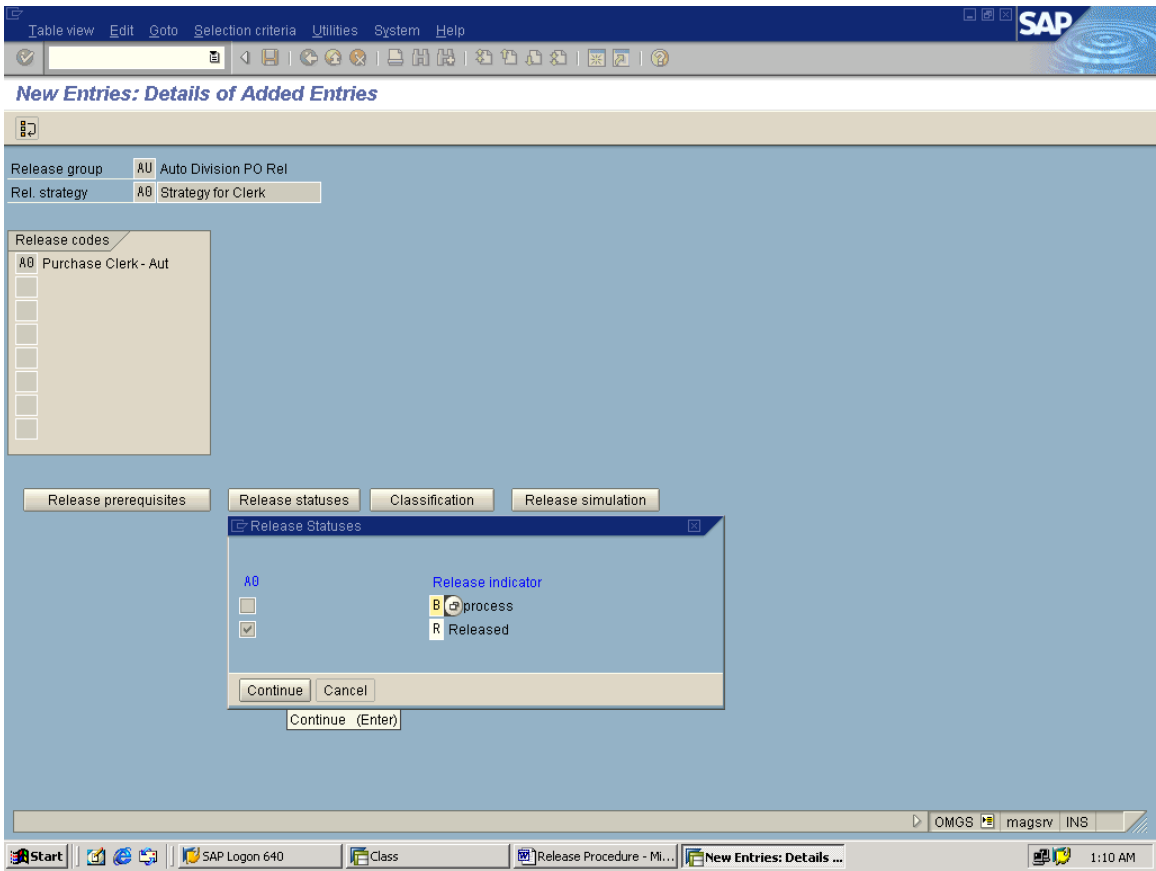 Table view Edit Goto Selection criteria Utilities System Help
SAP
New Entries: Details of Added Entries
Release group AU Auto Division PO Rel
Rel. strategy A0 Strategy for Clerk
Release codes
A0 Purchase Clerk - Aut
Release prerequisites Release statuses Classification Release simulation
Release Statuses
A0 Release indicator
B process
R Released
Continue Cancel
Continue (Enter)
OMGS magsrv INS
Start SAP Logon 640 Class Release Procedure - Mi... New Entries: Details ... 1:10 AM